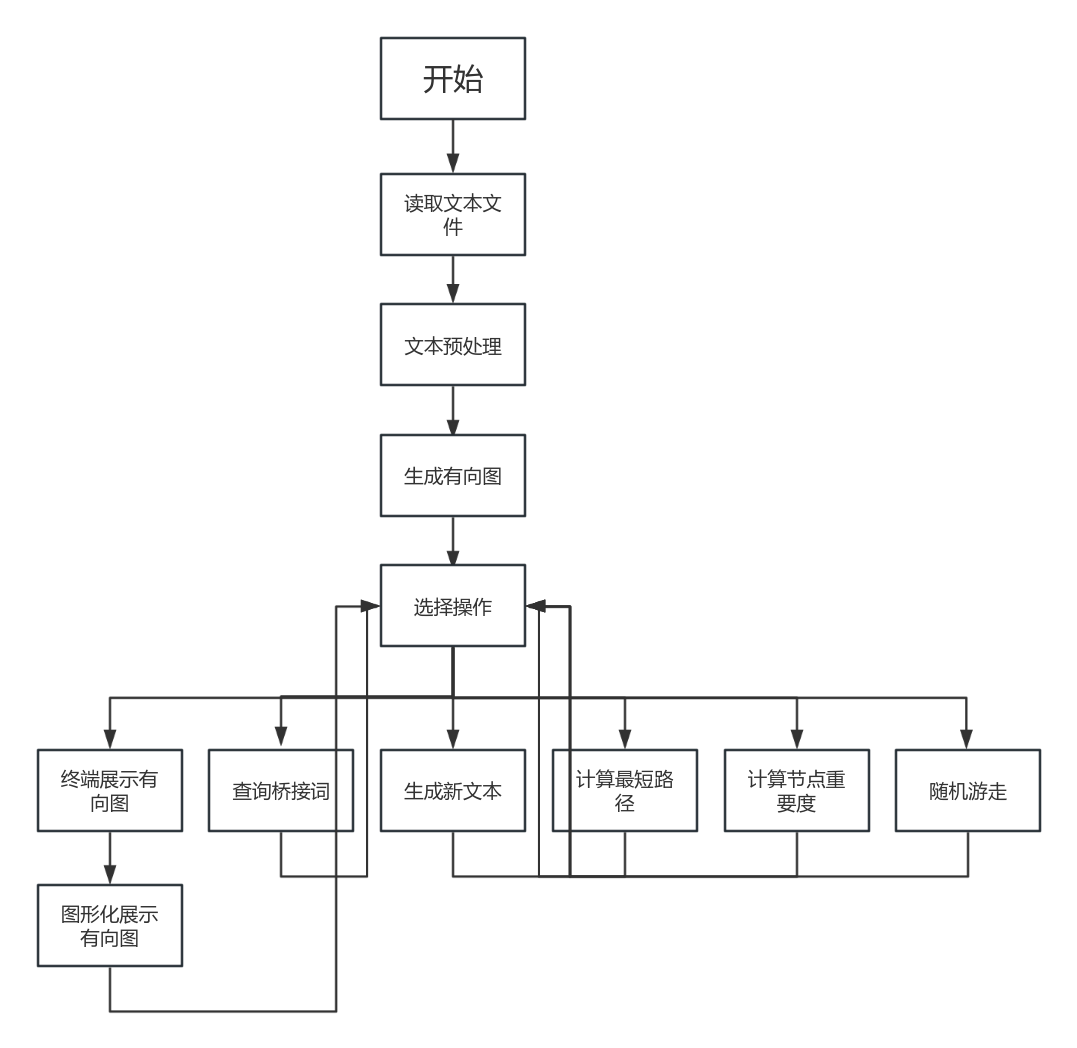 开始
读取文本文
件
文本预处理
生成有向图
选择操作
终端展示有
向图
查询桥接词
生成新文本
计算最短路
径
计算节点重
要度
随机游走
图形化展示
有向图